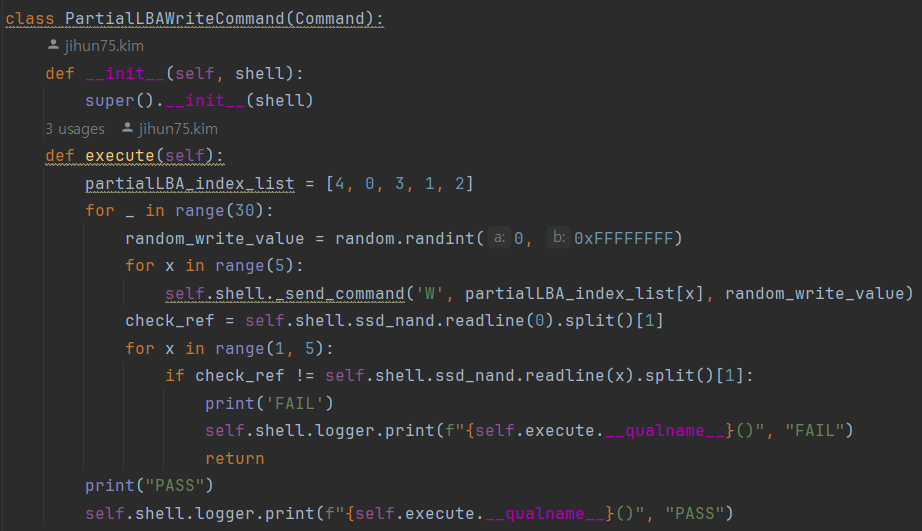 class PartialLBAWriteCommand(Command):
jihun75.kim
def __init__(self, shell):
super().__init__(shell)
3 usages jihun75.kim
def execute(self):
partialLBA_index_list = [4, 0, 3, 1, 2]
for _ in range(30):
random_write_value = random.randint(a: 0, b: 0xFFFFFFFF)
for x in range(5):
self.shell._send_command('W', partialLBA_index_list[x], random_write_value)
check_ref = self.shell.ssd_nand.readline(0).split()[1]
for x in range(1, 5):
if check_ref != self.shell.ssd_nand.readline(x).split()[1]:
print('FAIL')
self.shell.logger.print(f"{self.execute.__qualname__}()", "FAIL")
return
print("PASS")
self.shell.logger.print(f"{self.execute.__qualname__}()", "PASS")